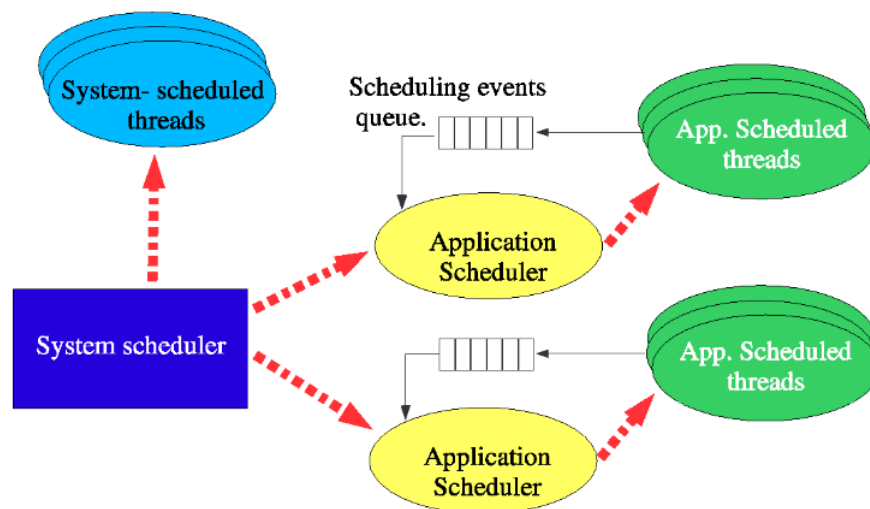 System- scheduled
threads
Scheduling events
queue.
App. Scheduled
threads
Application
Scheduler
System scheduler
App. Scheduled
threads
Application
Scheduler